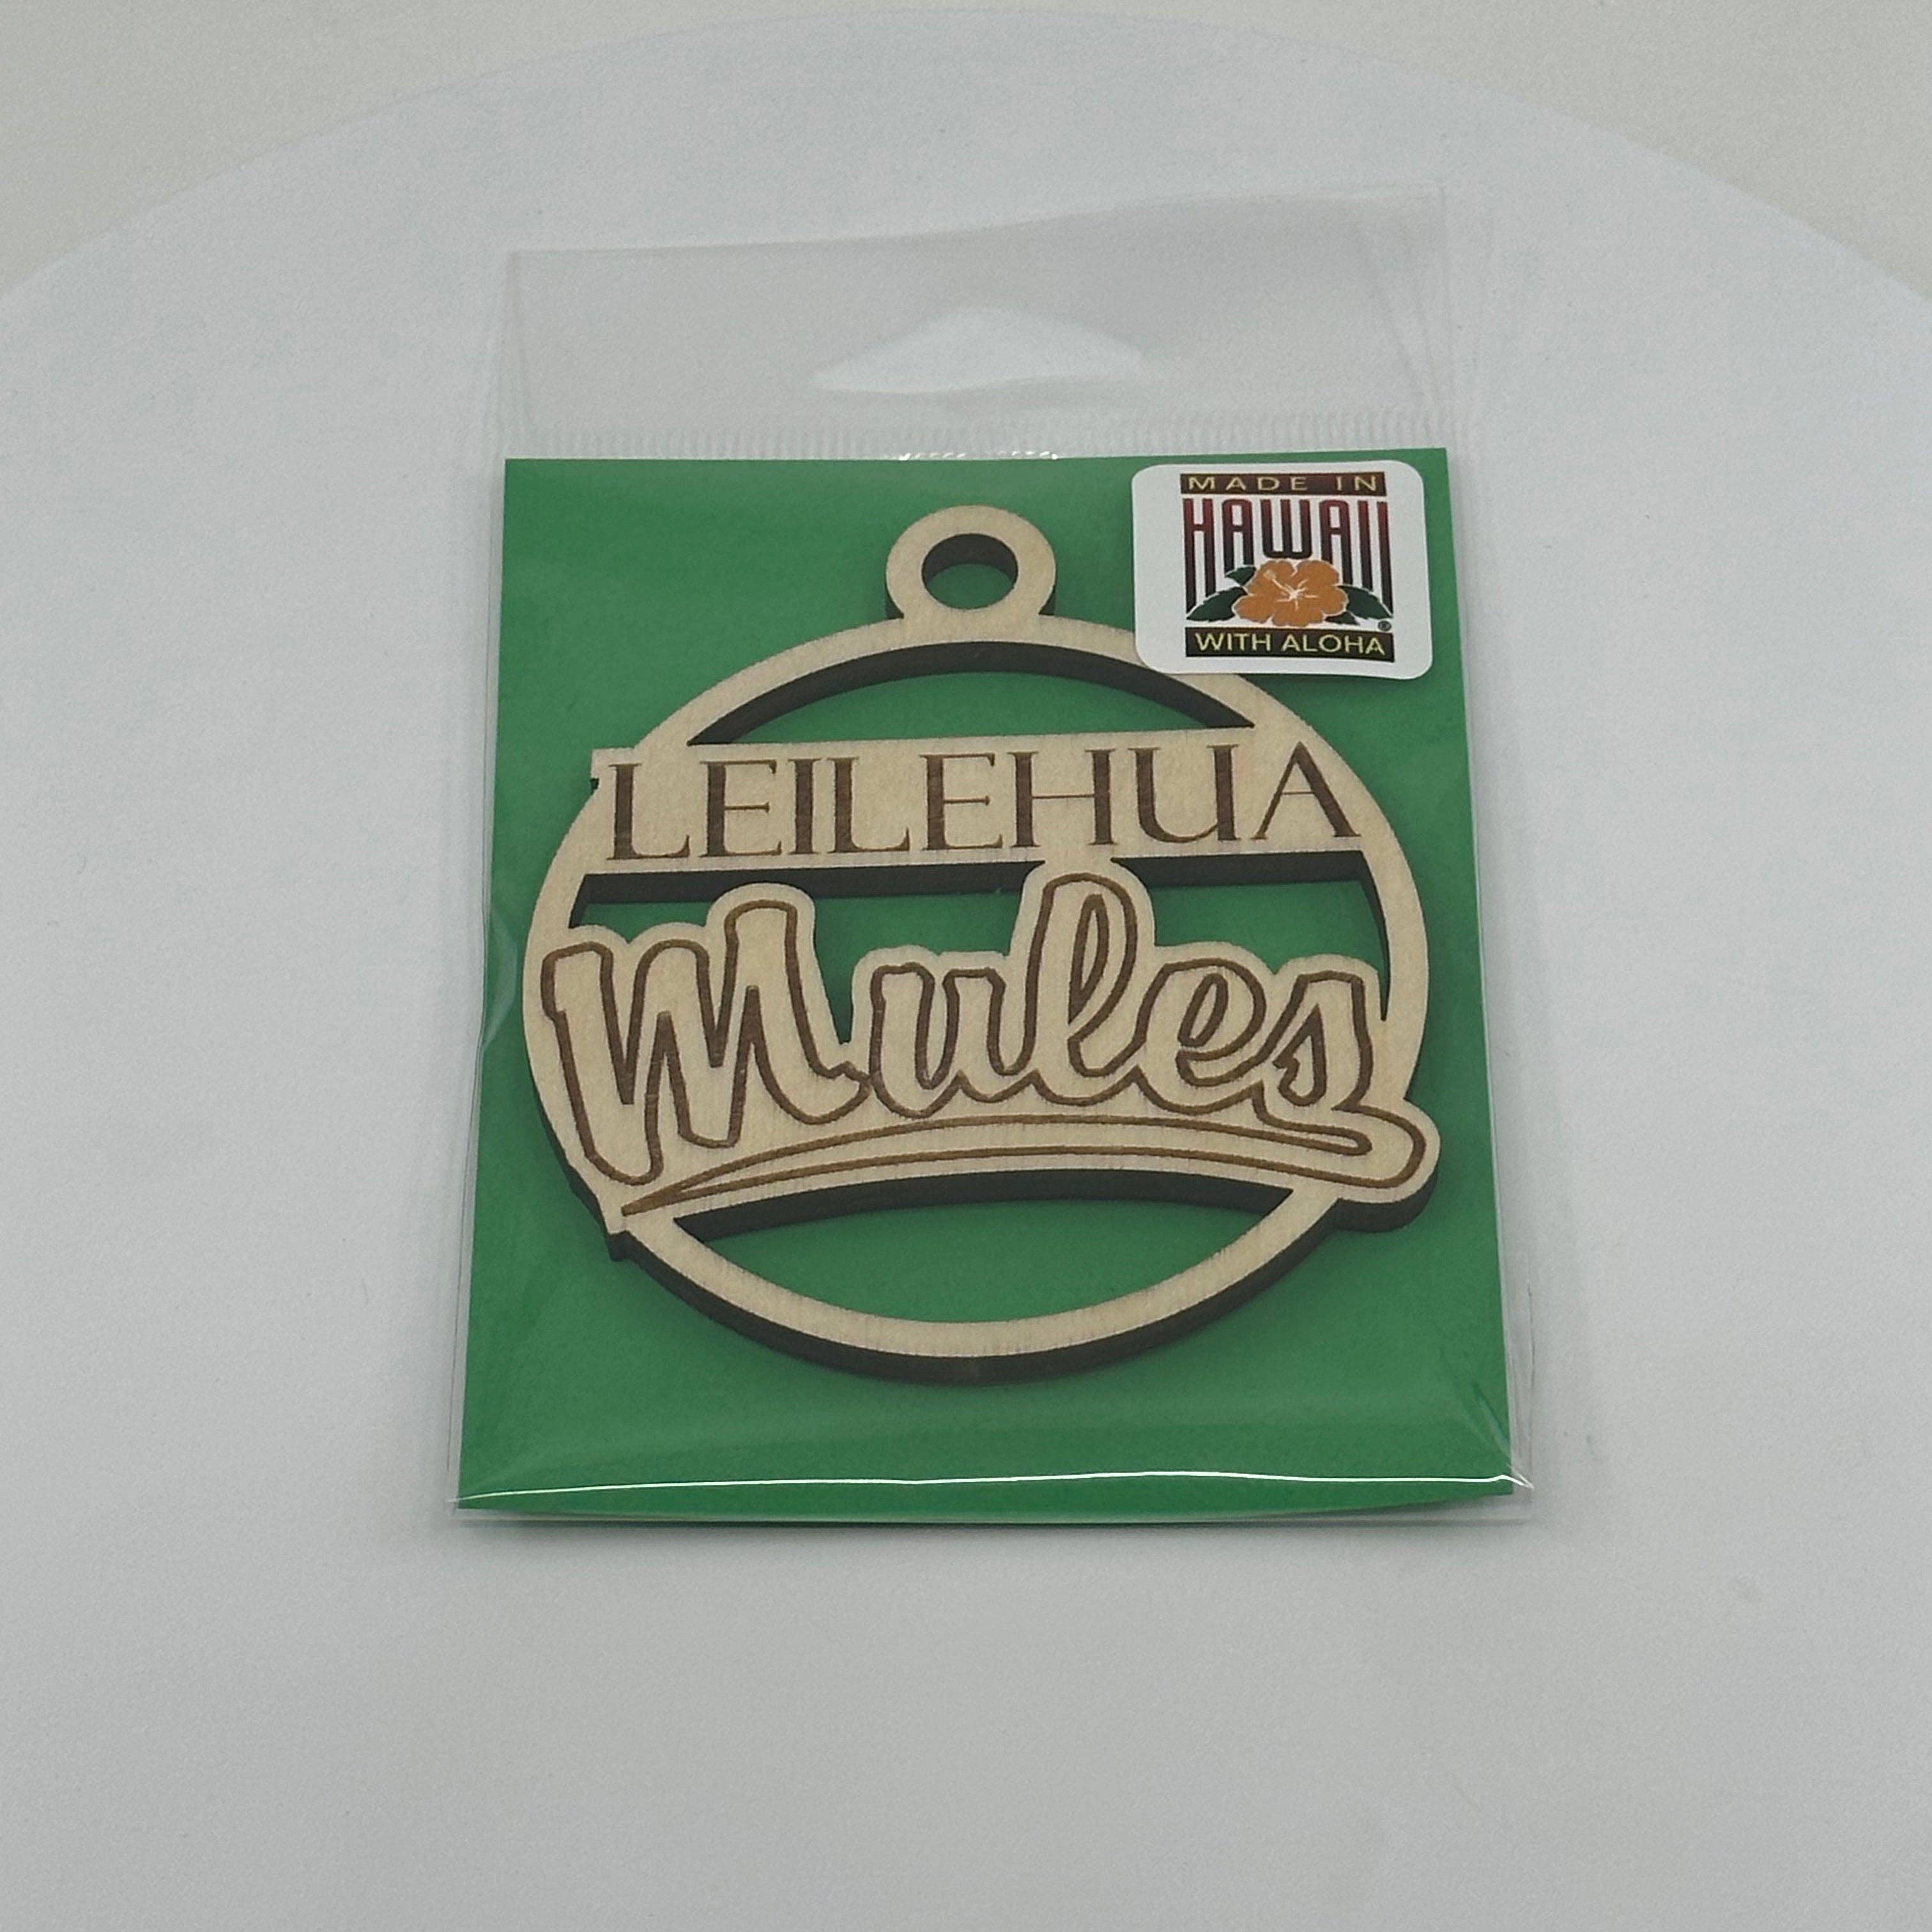 MADE IN
HAWAII
®
WITH ALOHA
LEILEHUA
Mules